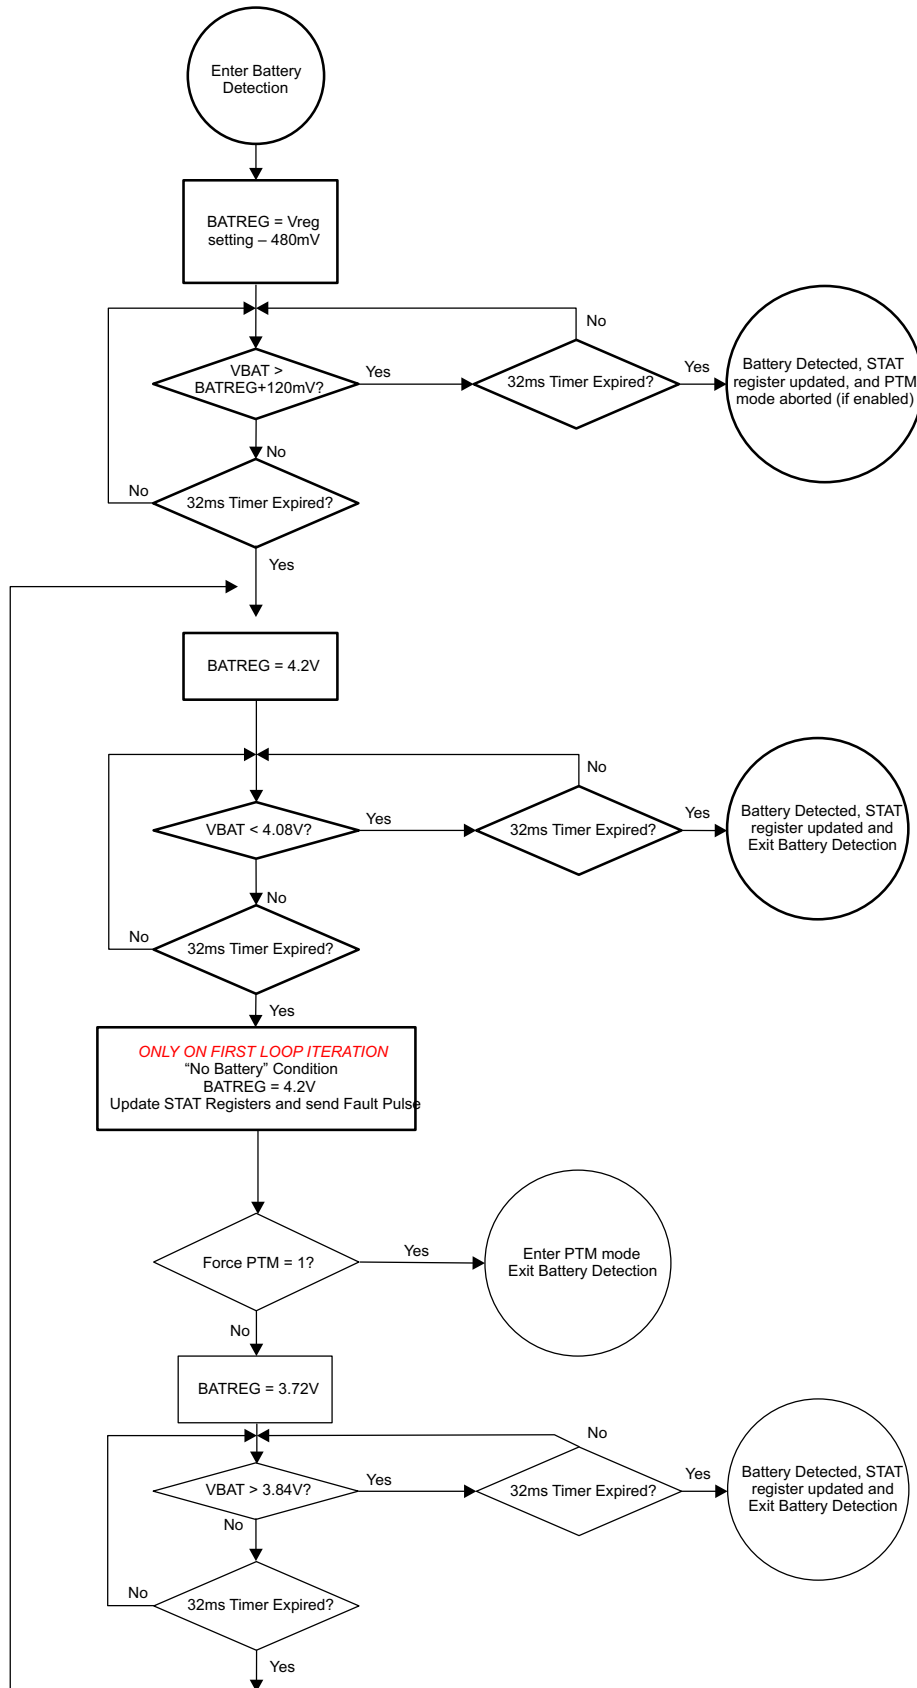 Enter Battery
Detection
BATREG = Vreg
setting – 480mV
No
VBAT >
BATREG+120mV?
Yes
32ms Timer Expired?
Yes
Battery Detected, STAT
register updated, and PTM
mode aborted (if enabled)
No
No
32ms Timer Expired?
Yes
BATREG = 4.2V
No
VBAT < 4.08V?
Yes
32ms Timer Expired?
Yes
Battery Detected, STAT
register updated and
Exit Battery Detection
No
No
32ms Timer Expired?
Yes
ONLY ON FIRST LOOP ITERATION
“No Battery” Condition
BATREG = 4.2V
Update STAT Registers and send Fault Pulse
Force PTM = 1?
Yes
Enter PTM mode
Exit Battery Detection
No
BATREG = 3.72V
No
VBAT > 3.84V?
Yes
32ms Timer Expired?
Yes
Battery Detected, STAT
register updated and
Exit Battery Detection
No
No
32ms Timer Expired?
Yes